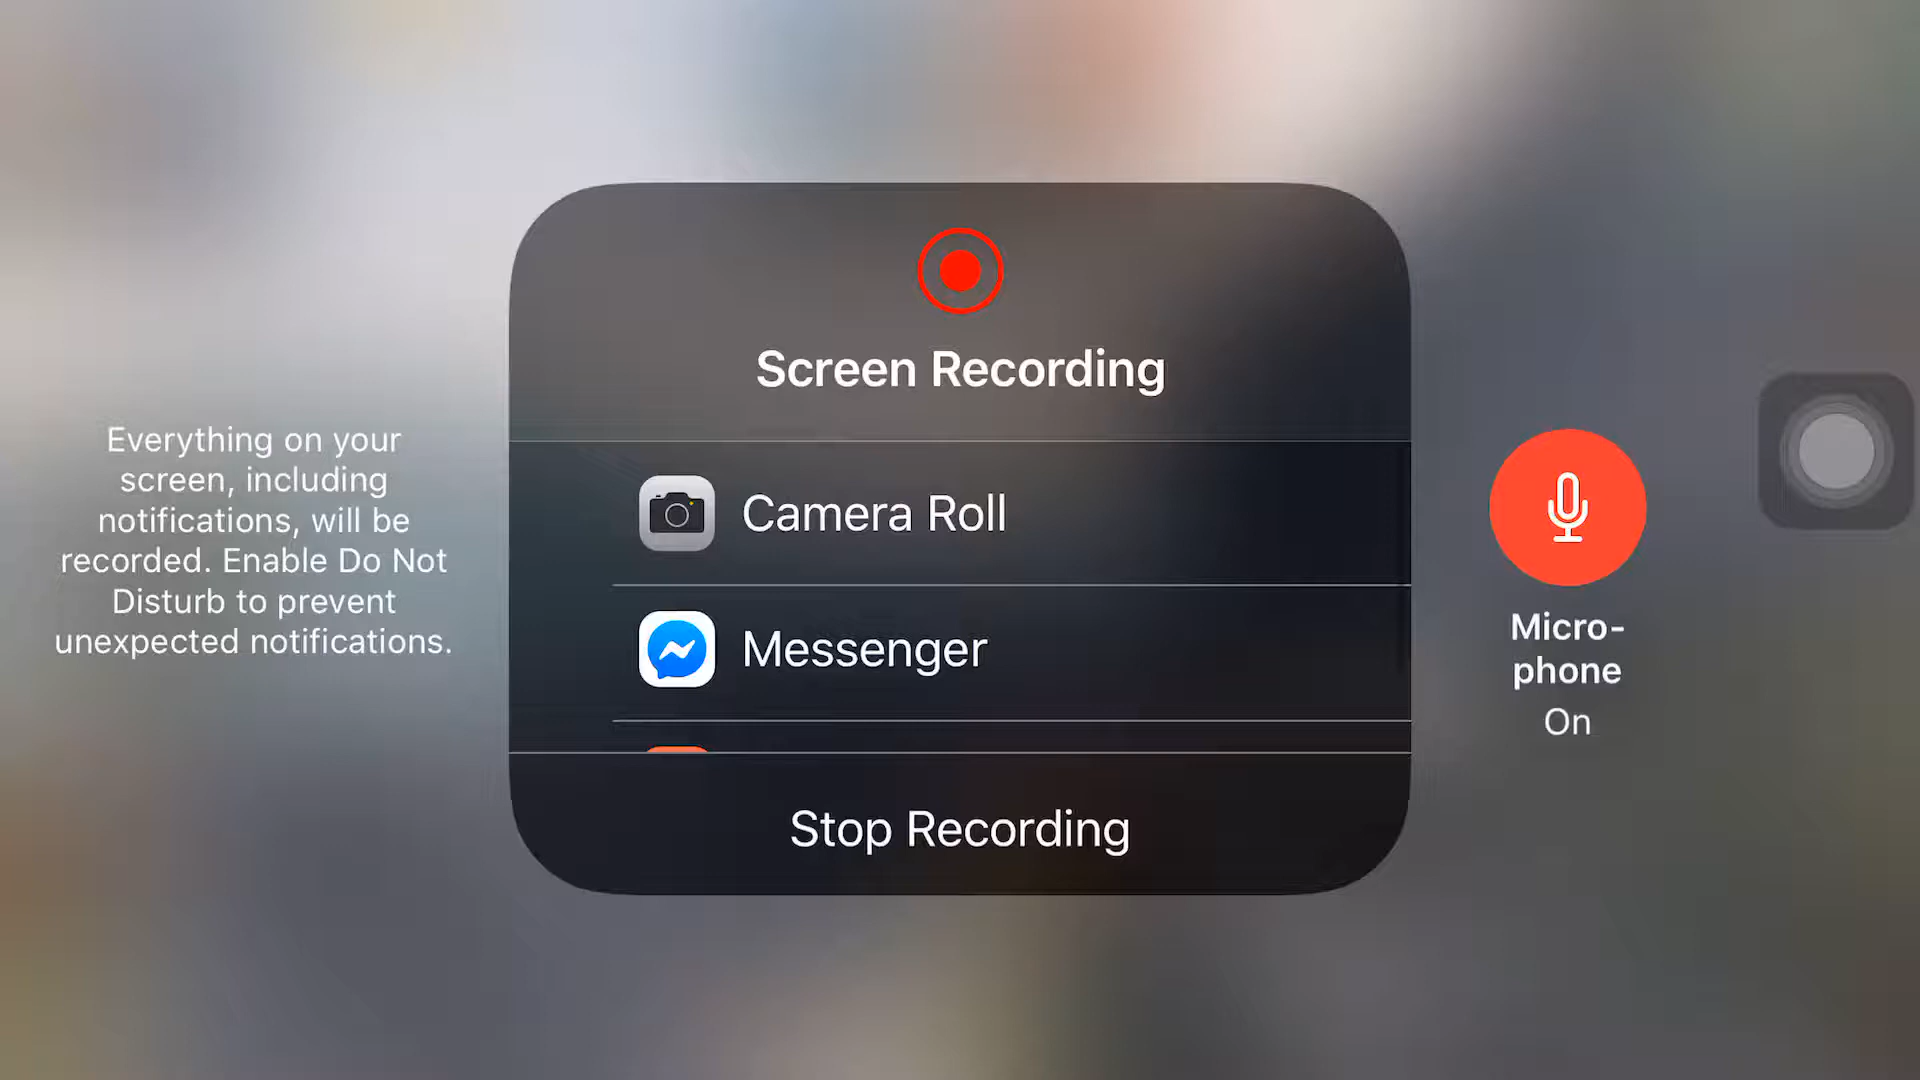 Everything on your
screen, including
notifications, will be
recorded. Enable Do Not
Disturb to prevent
unexpected notifications.
Screen Recording
Camera Roll
Messenger
Stop Recording
Micro-
phone
On